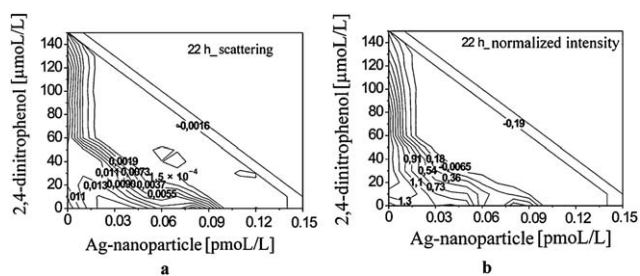 2,4-dinitrophenol [µmoL/L]
140
120
100
80
60
40
20
0
22 h_scattering
-0.0016
0,0019
0,011 0,0073 1,5 × 10⁻⁴
0,013 0,0090 0,0037
0,0055
,011
0.00 0.03 0.06 0.09 0.12 0.15
Ag-nanoparticle [pmoL/L]
a
2,4-dinitrophenol [µmoL/L]
140
120
100
80
60
40
20
0
22 h_normalized intensity
-0,19
0,91 0,18
0,54 -0,0065
1,1 0,36
0,73
1.3
0.00 0.03 0.06 0.09 0.12 0.15
Ag-nanoparticle [pmoL/L]
b